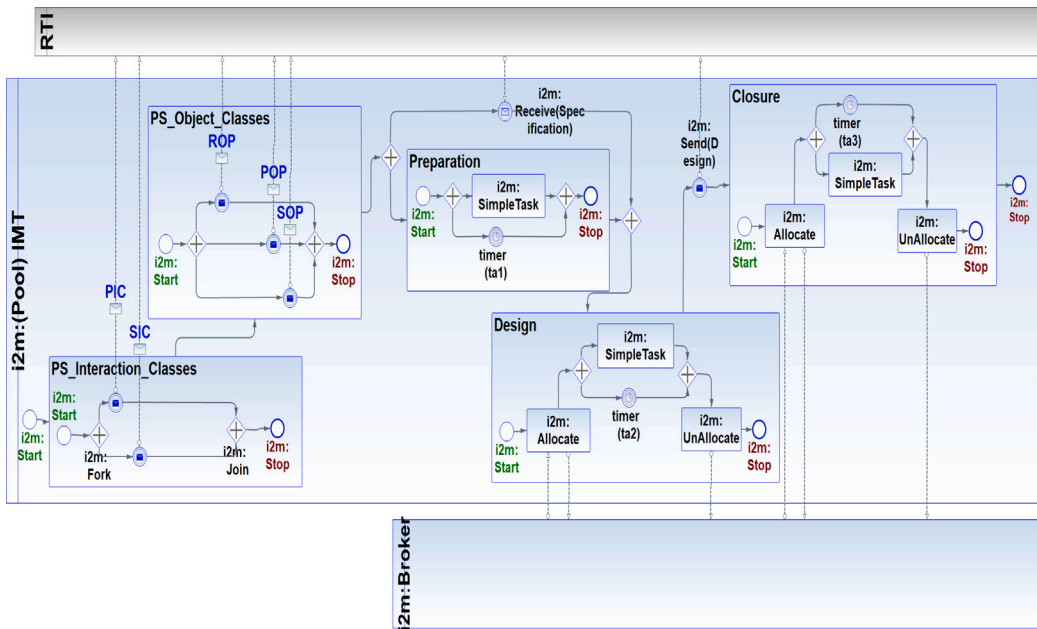 RTI
i2m:(Pool) IMT
PS_Object_Classes
ROP
POP
SOP
i2m:
Start
i2m:
Stop
PIC
SIC
PS_Interaction_Classes
i2m:
Start
i2m:
Start
i2m:
Fork
i2m:
Join
i2m:
Stop
i2m:
Receive(Spec
ification)
Preparation
i2m:
SimpleTask
i2m:
Start
i2m:
Stop
timer
(ta1)
i2m:
Send(D
esign)
Design
i2m:
SimpleTask
timer
(ta2)
i2m:
Allocate
i2m:
UnAllocate
i2m:
Start
i2m:
Stop
Closure
timer
(ta3)
i2m:
SimpleTask
i2m:
Allocate
i2m:
UnAllocate
i2m:
Start
i2m:
Stop
i2m:
Stop
i2m:Broker